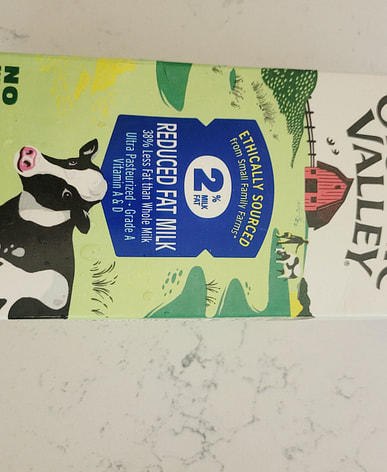 VALLEY®
ETHICALLY SOURCED
from Small Family Farms*
2%
MILK
FAT
REDUCED FAT MILK
38% Less Fat than Whole Milk
Ultra Pasteurized • Grade A
Vitamin A & D
NO